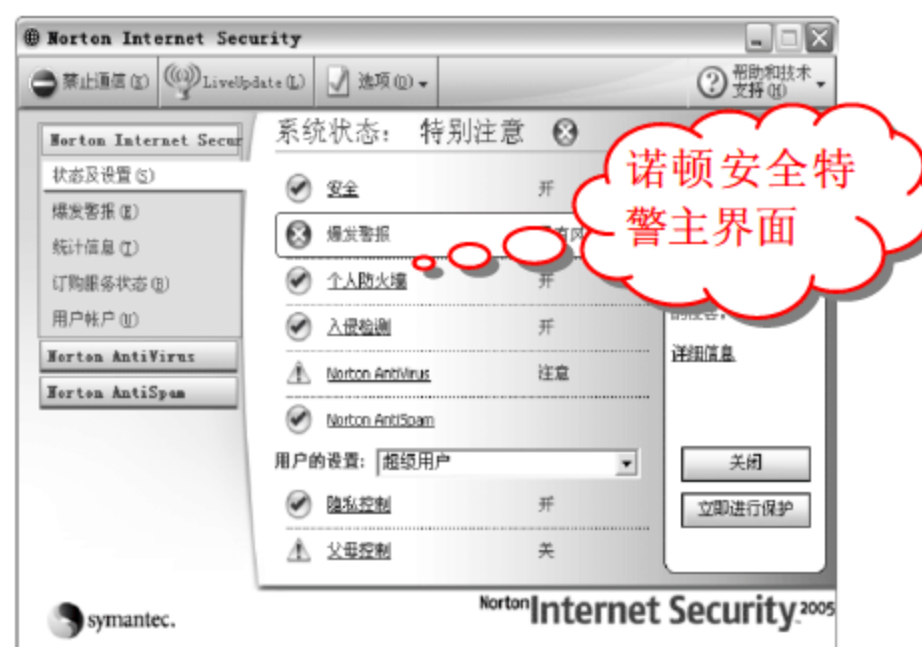 Norton Internet Security
禁止通信(K)
LiveUpdate(L)
选项(O)
帮助和技术
支持(H)
Norton Internet Secur
系统状态: 特别注意
诺顿安全特
警主界面
状态及设置(S)
安全 开
爆发警报(E)
爆发警报
统计信息(T)
个人防火墙 开
订购服务状态(B)
入侵检测 开
用户帐户(U)
详细信息
Norton AntiVirus
Norton AntiVirus 注意
Norton AntiSpam
Norton AntiSpam
用户的设置: 超级用户
关闭
隐私控制 开
立即进行保护
父母控制 关
symantec.
Norton Internet Security 2005